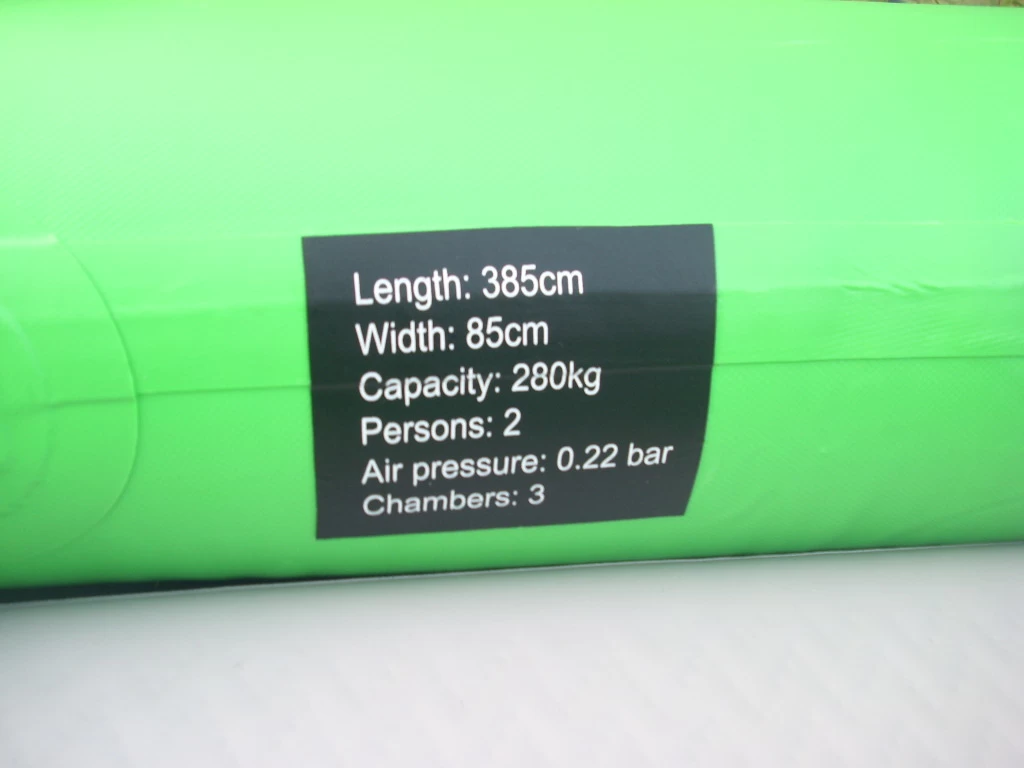 Length: 385cm
Width: 85cm
Capacity: 280kg
Persons: 2
Air pressure: 0.22 bar
Chambers: 3